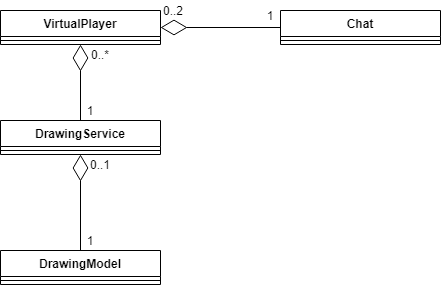 VirtualPlayer
0..2
1
Chat
0..*
1
DrawingService
0..1
1
DrawingModel